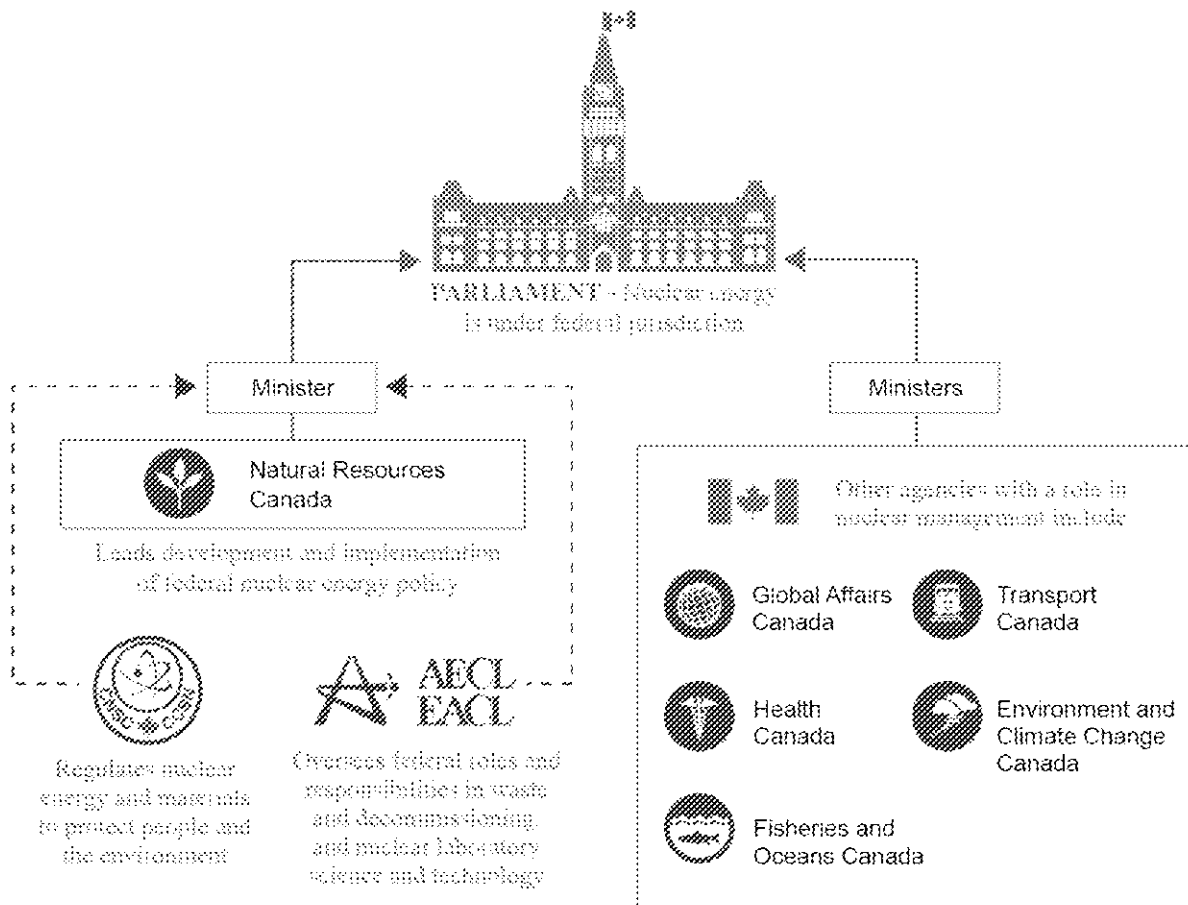 PARLIAMENT - Nuclear energy
is under federal jurisdiction
Minister
Natural Resources
Canada
Leads development and implementation
of federal nuclear energy policy
CNSC CCSN
Regulates nuclear
energy and materials
to protect people and
the environment
AECL
EACL
Oversees federal roles and
responsibilities in waste
and decommissioning,
and nuclear laboratory
science and technology
Ministers
Other agencies with a role in
nuclear management include
Global Affairs
Canada
Transport
Canada
Health
Canada
Environment and
Climate Change
Canada
Fisheries and
Oceans Canada